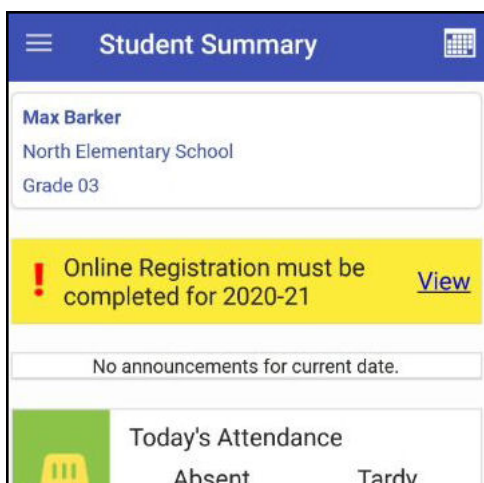 Student Summary
Max Barker
North Elementary School
Grade 03
! Online Registration must be
completed for 2020-21
View
No announcements for current date.
Today's Attendance
Absent Tardy